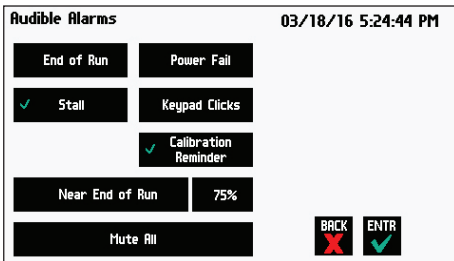 Audible Alarms 03/18/16 5:24:44 PM
End of Run Power Fail
Stall Keypad Clicks
Calibration
Reminder
Near End of Run 75%
Mute All
BACK ENTR